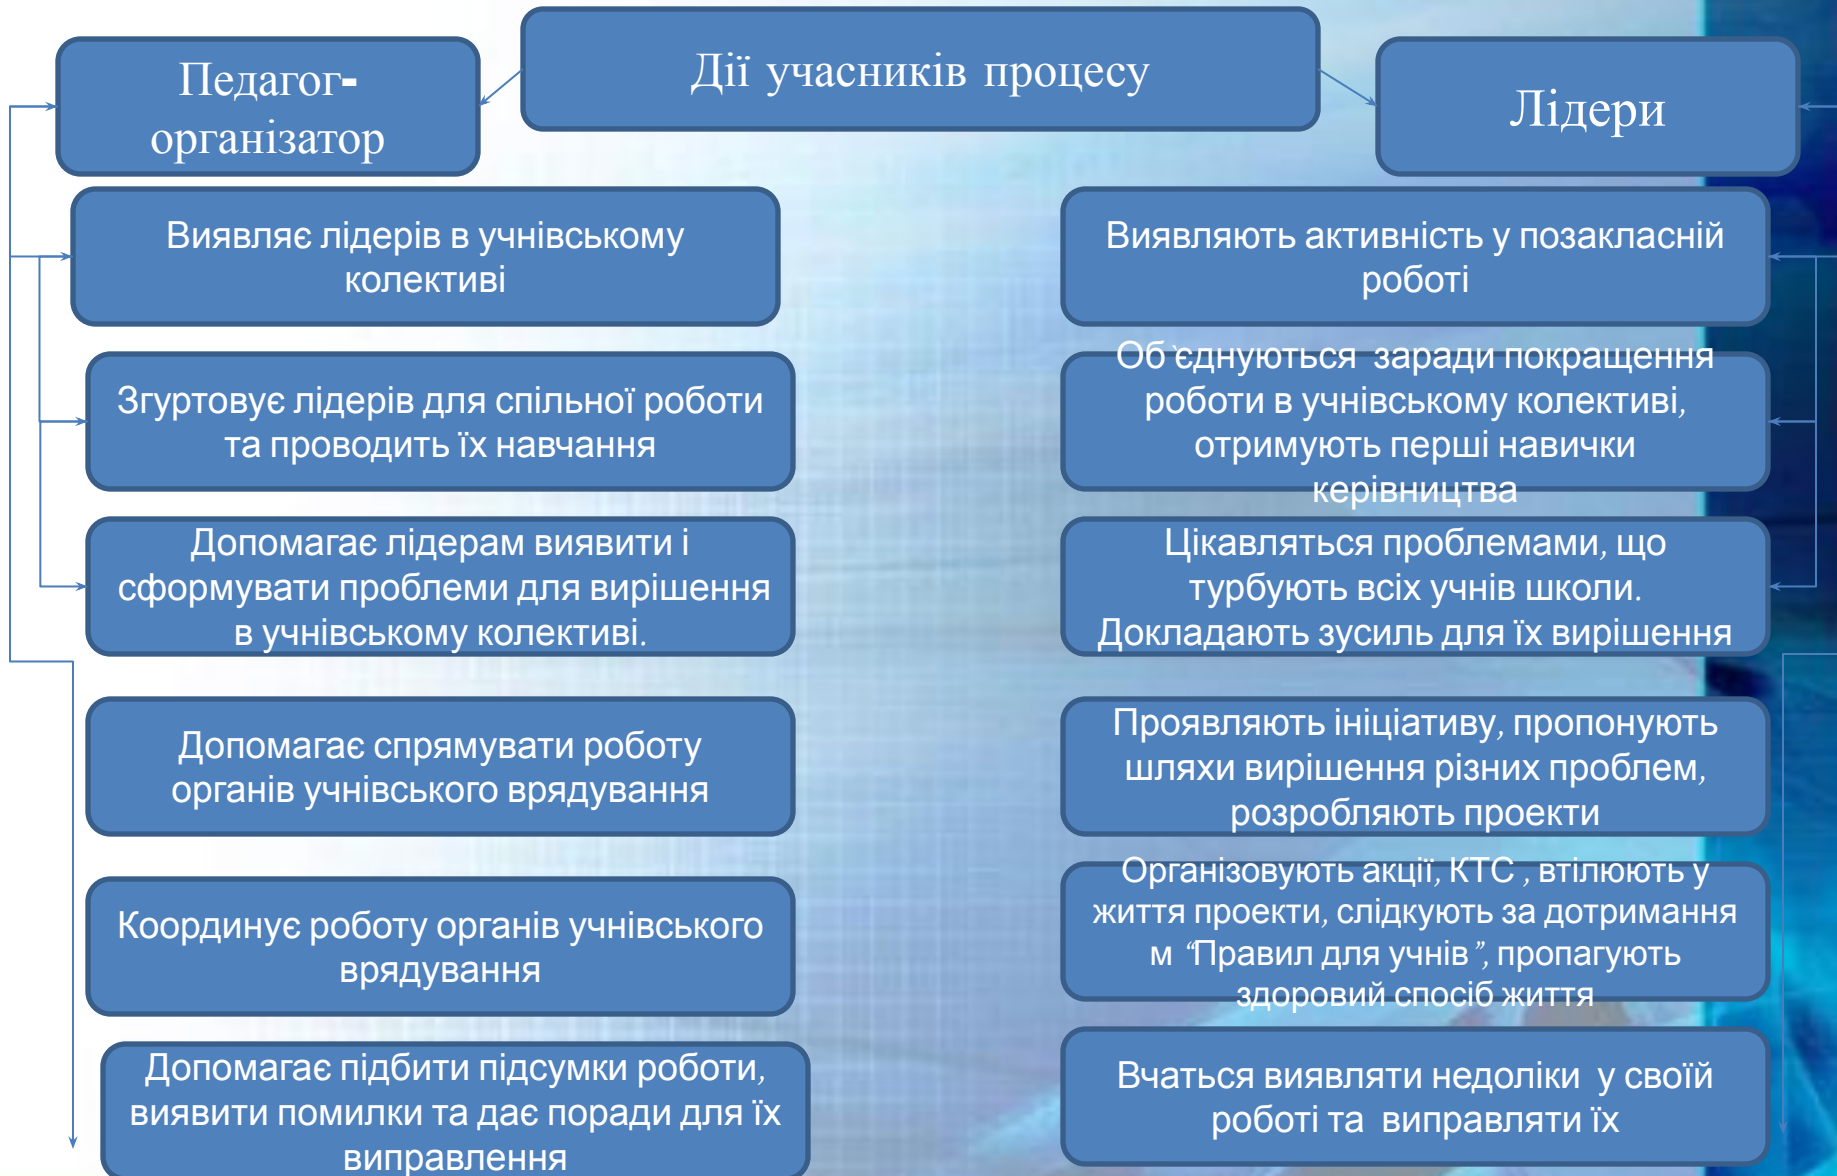 Дії учасників процесу
Педагог-
організатор
Лідери
Виявляє лідерів в учнівському
колективі
Виявляють активність у позакласній
роботі
Згуртовує лідерів для спільної роботи
та проводить їх навчання
Об`єднуються заради покращення
роботи в учнівському колективі,
отримують перші навички
керівництва
Допомагає лідерам виявити і
сформувати проблеми для вирішення
в учнівському колективі.
Цікавляться проблемами, що
турбують всіх учнів школи.
Докладають зусиль для їх вирішення
Допомагає спрямувати роботу
органів учнівського врядування
Проявляють ініціативу, пропонують
шляхи вирішення різних проблем,
розробляють проекти
Координує роботу органів учнівського
врядування
Організовують акції, КТС , втілюють у
життя проекти, слідкують за дотримання
м “Правил для учнів”, пропагують
здоровий спосіб життя
Допомагає підбити підсумки роботи,
виявити помилки та дає поради для їх
виправлення
Вчаться виявляти недоліки у своїй
роботі та виправляти їх